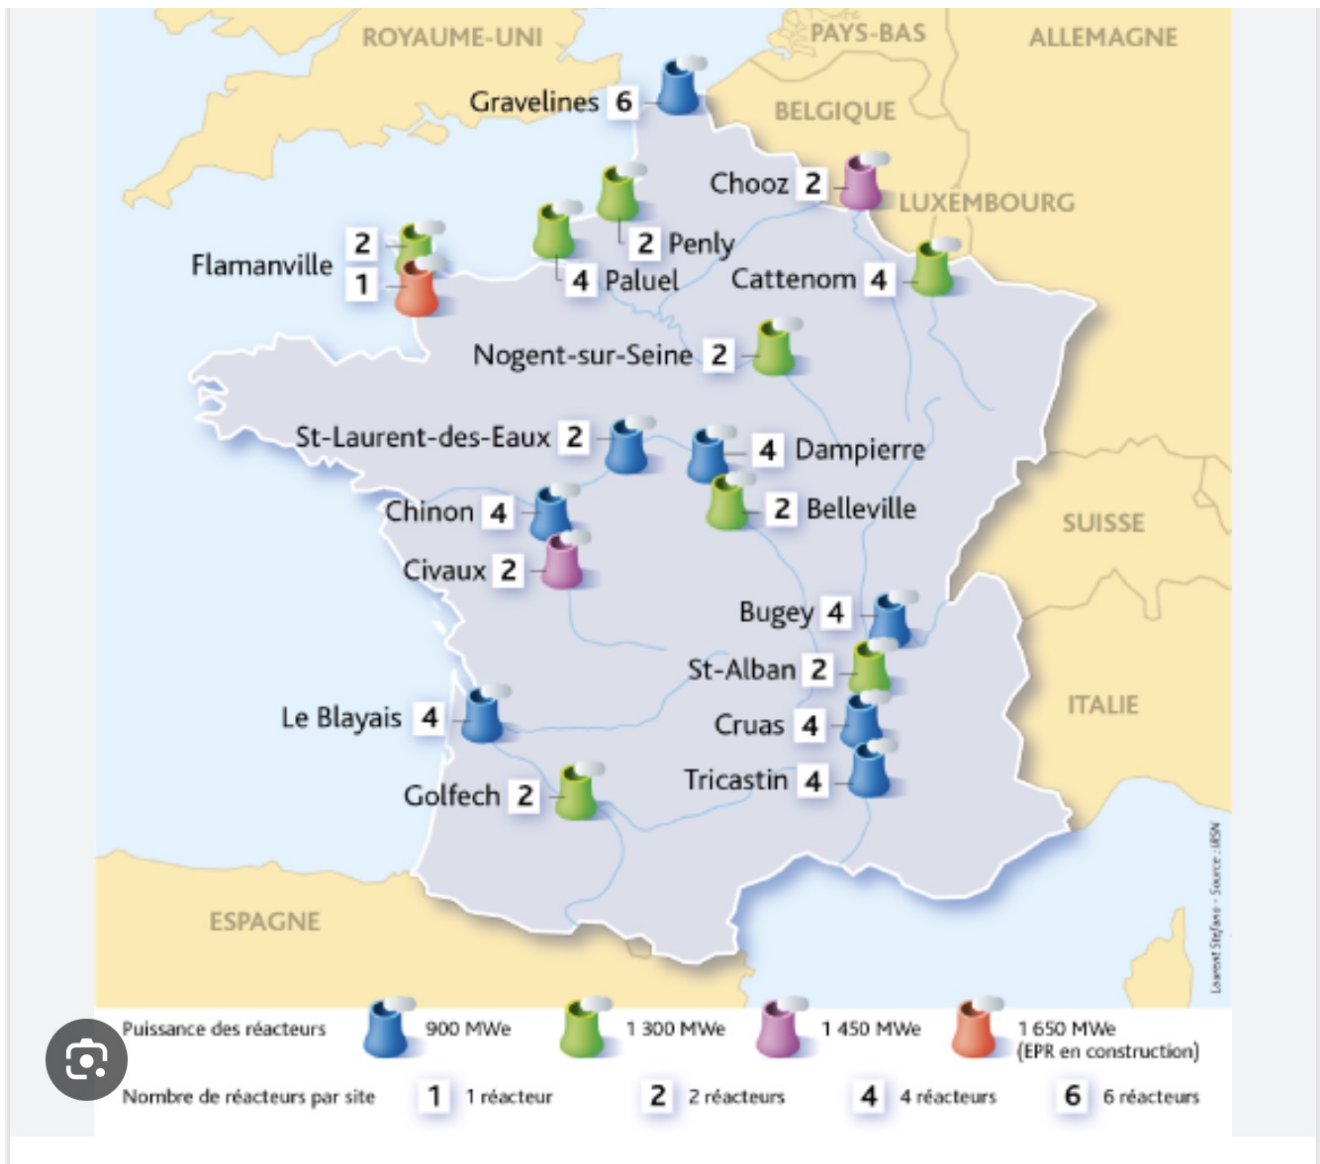 ROYAUME-UNI
PAYS-BAS
ALLEMAGNE
Gravelines 6
BELGIQUE
Chooz 2
LUXEMBOURG
2
Flamanville
1
2 Penly
4 Paluel
Cattenom 4
Nogent-sur-Seine 2
St-Laurent-des-Eaux 2
4 Dampierre
Chinon 4
2 Belleville
SUISSE
Civaux 2
Bugey 4
St-Alban 2
ITALIE
Le Blayais 4
Cruas 4
Tricastin 4
Golfech 2
ESPAGNE
Laurent Stefano - Source : IRSN
Puissance des réacteurs
900 MWe
1 300 MWe
1 450 MWe
1 650 MWe
(EPR en construction)
Nombre de réacteurs par site
1 1 réacteur
2 2 réacteurs
4 4 réacteurs
6 6 réacteurs